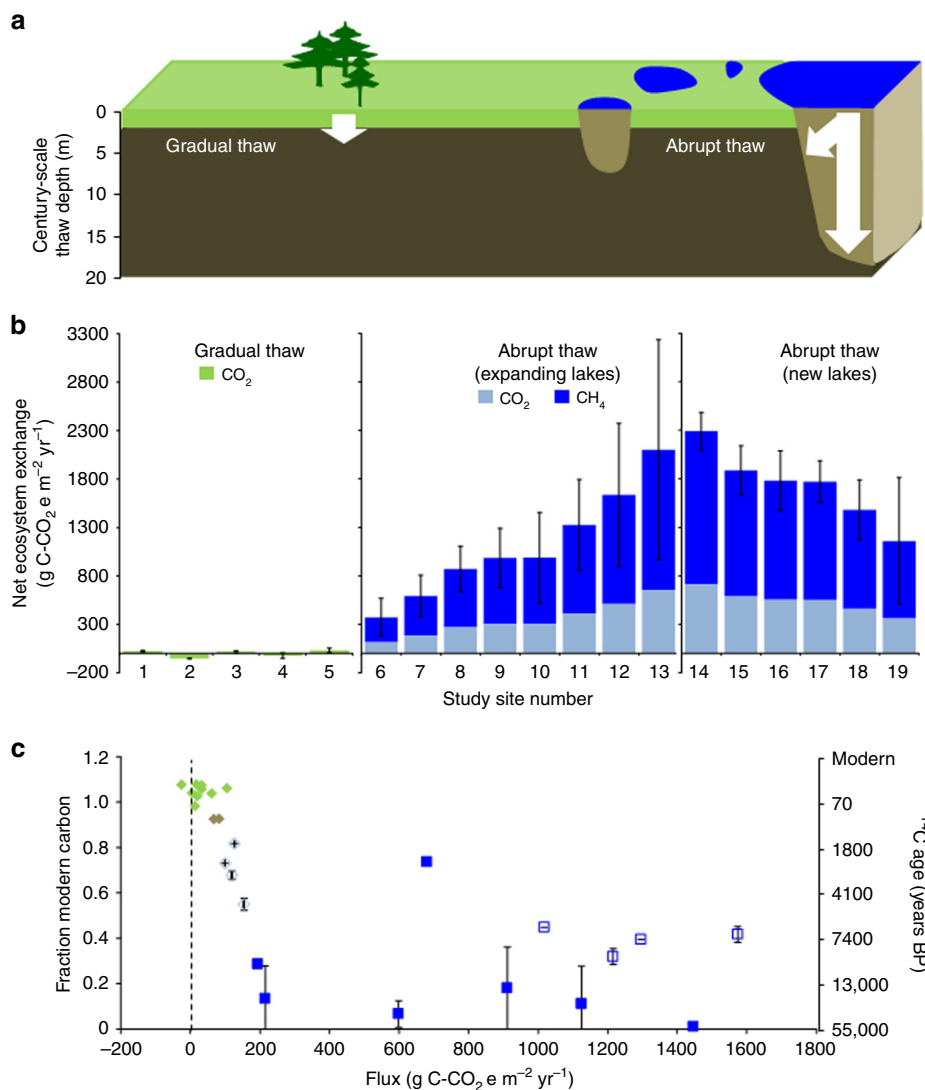 a
0
5
10
15
20
Century-scale
thaw depth (m)
Gradual thaw
Abrupt thaw
b
3300
2800
2300
1800
1300
800
300
−200
Net ecosystem exchange
(g C-CO₂ e m⁻² yr⁻¹)
Gradual thaw
CO₂
Abrupt thaw
(expanding lakes)
CO₂ CH₄
Abrupt thaw
(new lakes)
1 2 3 4 5 6 7 8 9 10 11 12 13 14 15 16 17 18 19
Study site number
c
1.2
1.0
0.8
0.6
0.4
0.2
0
Fraction modern carbon
Modern
70
1800
4100
7400
13,000
55,000
C age (years BP)
−200 0 200 400 600 800 1000 1200 1400 1600 1800
Flux (g C-CO₂ e m⁻² yr⁻¹)